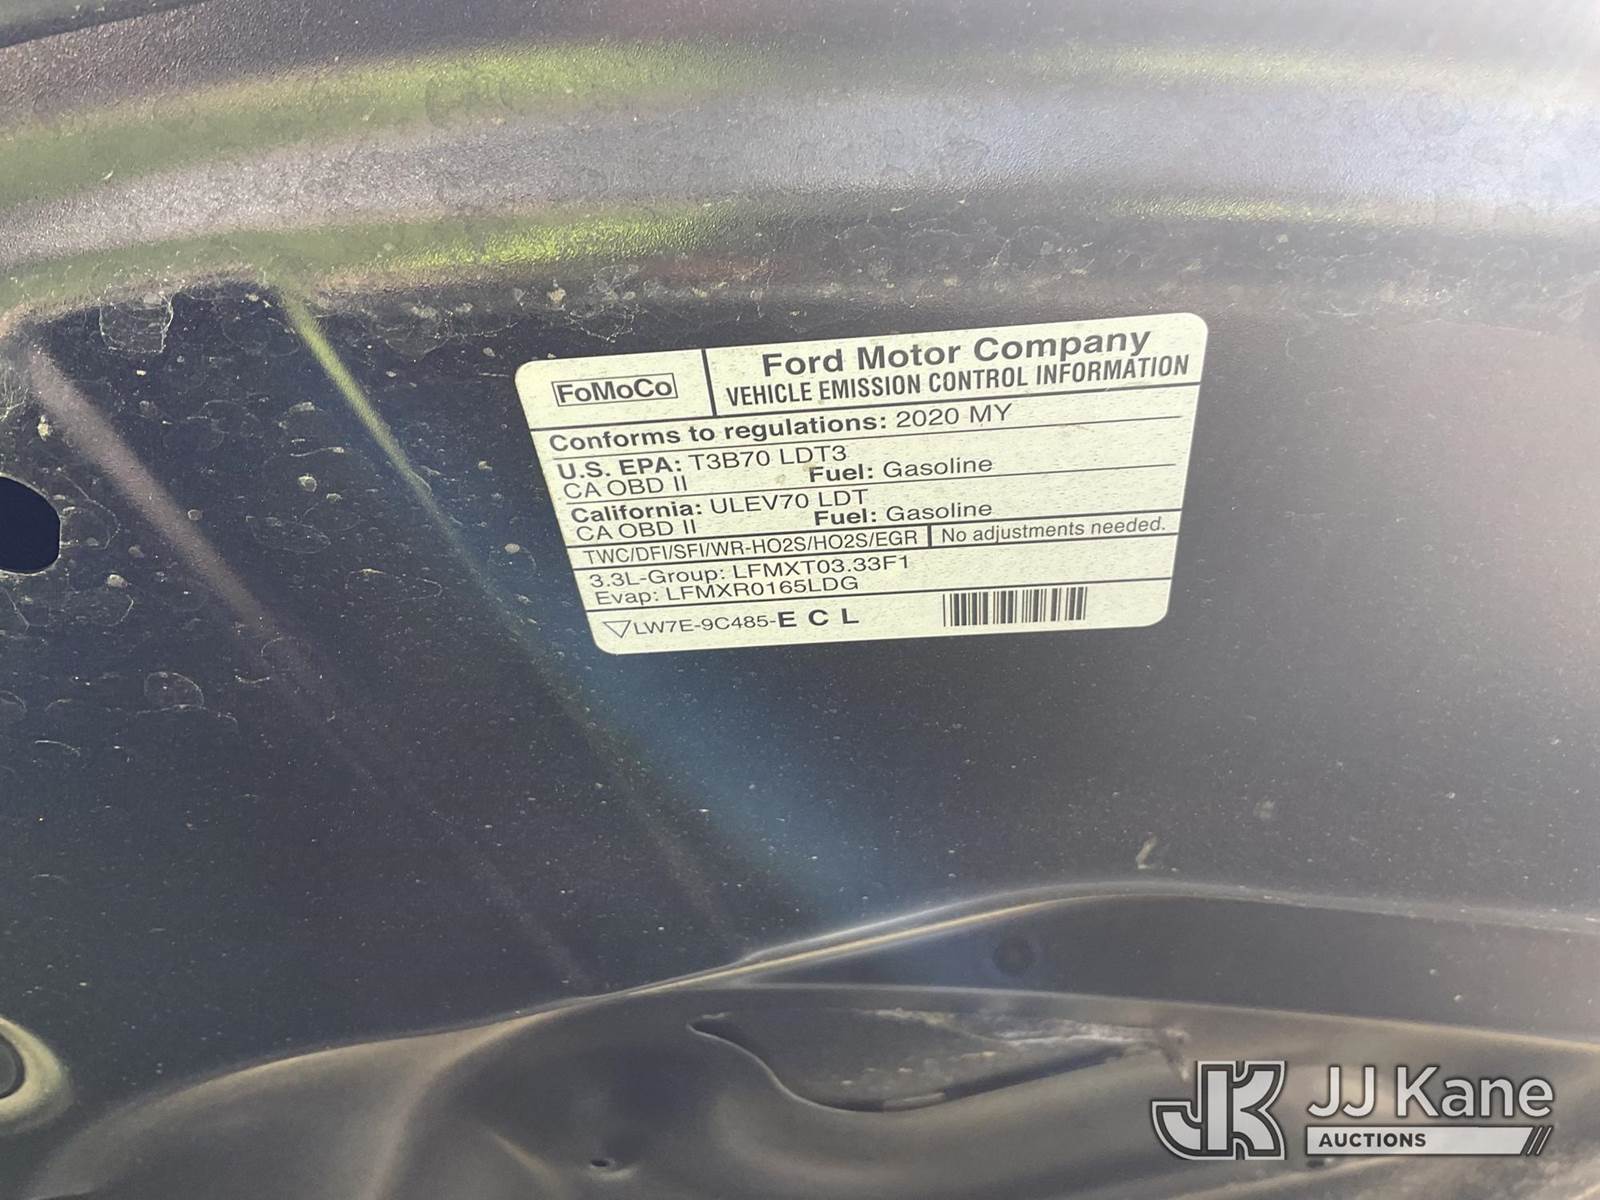 FoMoCo
Ford Motor Company
VEHICLE EMISSION CONTROL INFORMATION
Conforms to regulations: 2020 MY
U.S. EPA: T3B70 LDT3
CA OBD II Fuel: Gasoline
California: ULEV70 LDT
CA OBD II Fuel: Gasoline
TWC/DFI/SFI/WR-HO2S/HO2S/EGR No adjustments needed.
3.3L-Group: LFMXT03.33F1
Evap: LFMXR0165LDG
LW7E-9C485-E C L
JK JJ Kane
AUCTIONS